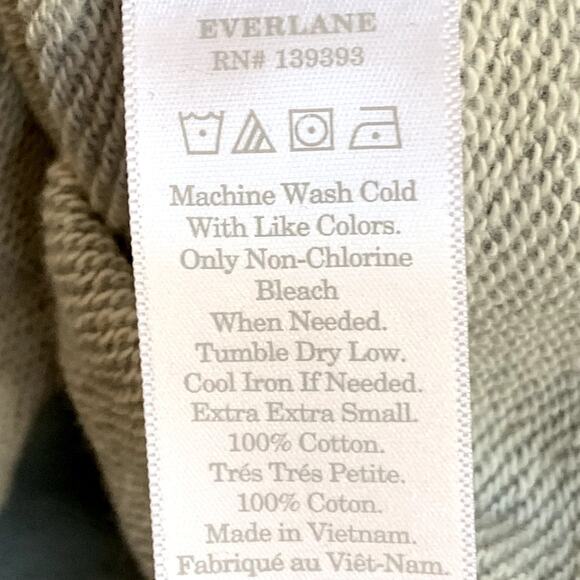 EVERLANE
RN# 139393
Machine Wash Cold
With Like Colors.
Only Non-Chlorine
Bleach
When Needed.
Tumble Dry Low.
Cool Iron If Needed.
Extra Extra Small.
100% Cotton.
Trés Trés Petite.
100% Coton.
Made in Vietnam.
Fabriqué au Viêt-Nam.